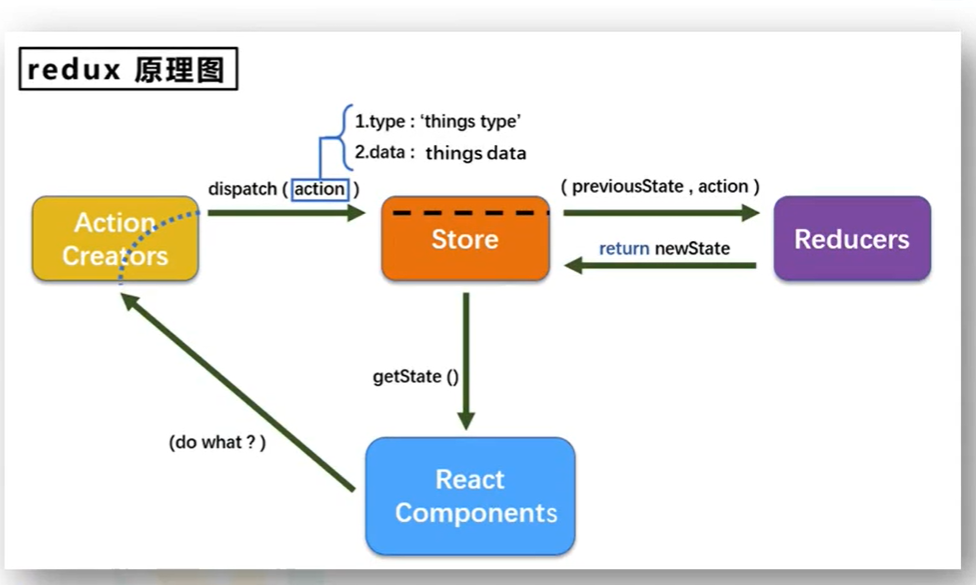 redux 原理图
1.type : ‘things type’
2.data : things data
dispatch ( action )
( previousState , action )
Action
Creators
Store
Reducers
return newState
getState ()
(do what ? )
React
Components